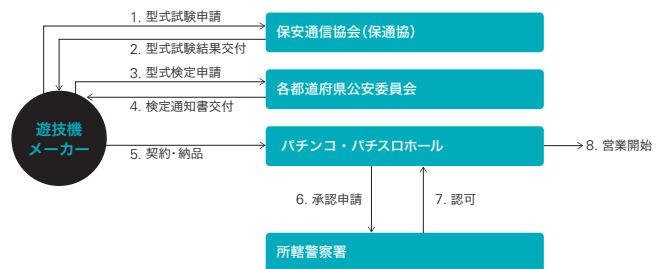 1. 型式試験申請
保安通信協会(保通協)
2. 型式試験結果交付
3. 型式検定申請
各都道府県公安委員会
4. 検定通知書交付
遊技機
メーカー
パチンコ・パチスロホール
8. 営業開始
5. 契約・納品
6. 承認申請
7. 認可
所轄警察署